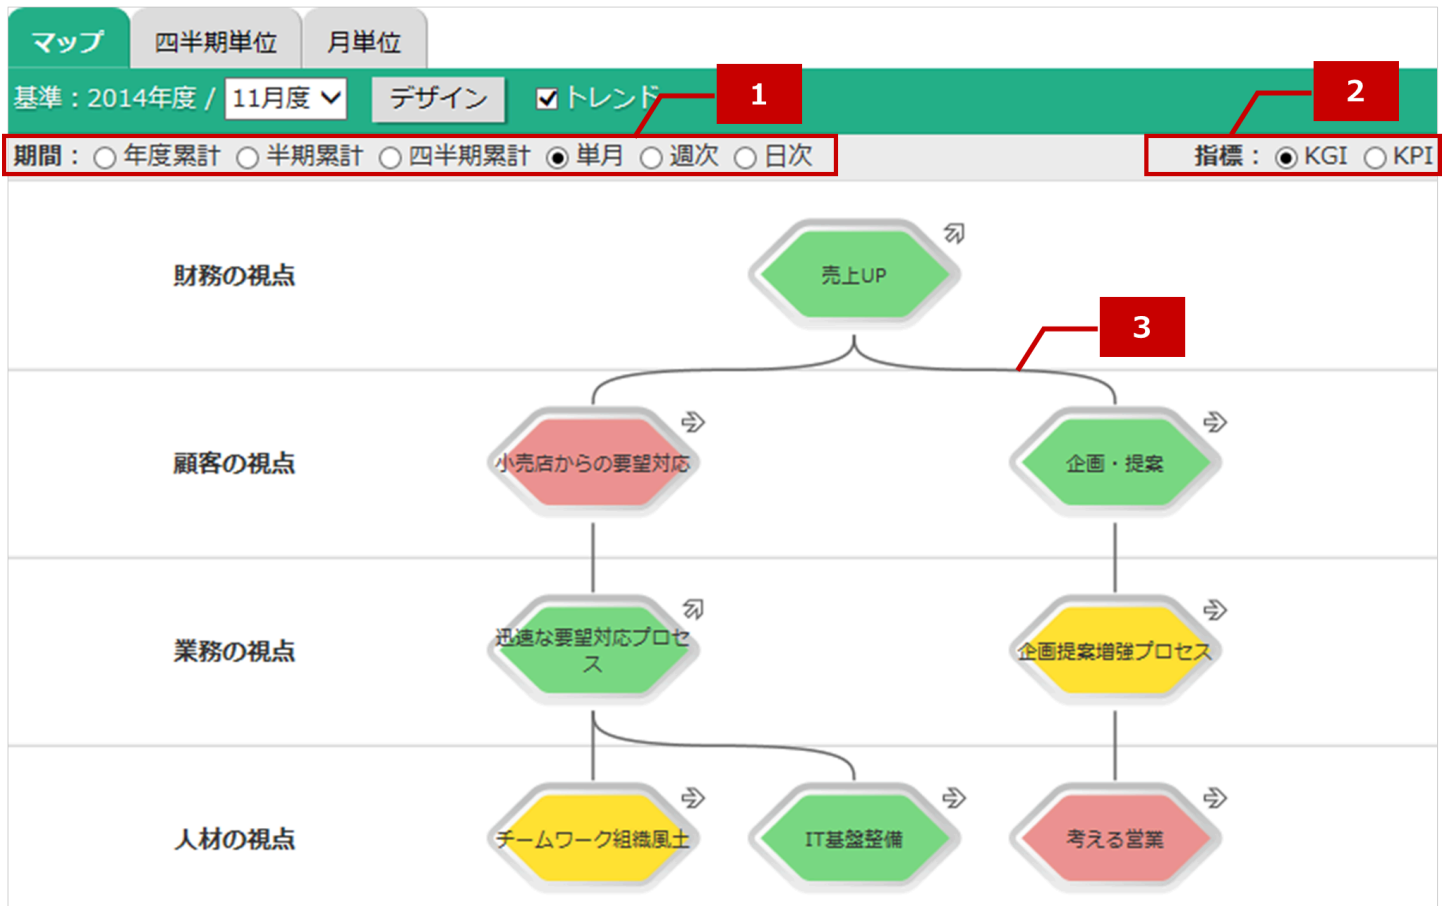 マップ 四半期単位 月単位
基準：2014年度 / 11月度 デザイン トレンド 1 2
期間： 年度累計 半期累計 四半期累計 単月 週次 日次 指標： KGI KPI
財務の視点 売上UP
3
顧客の視点 小売店からの要望対応 企画・提案
業務の視点 迅速な要望対応プロセ
ス 企画提案増強プロセス
人材の視点 チームワーク組織風土 IT基盤整備 考える営業